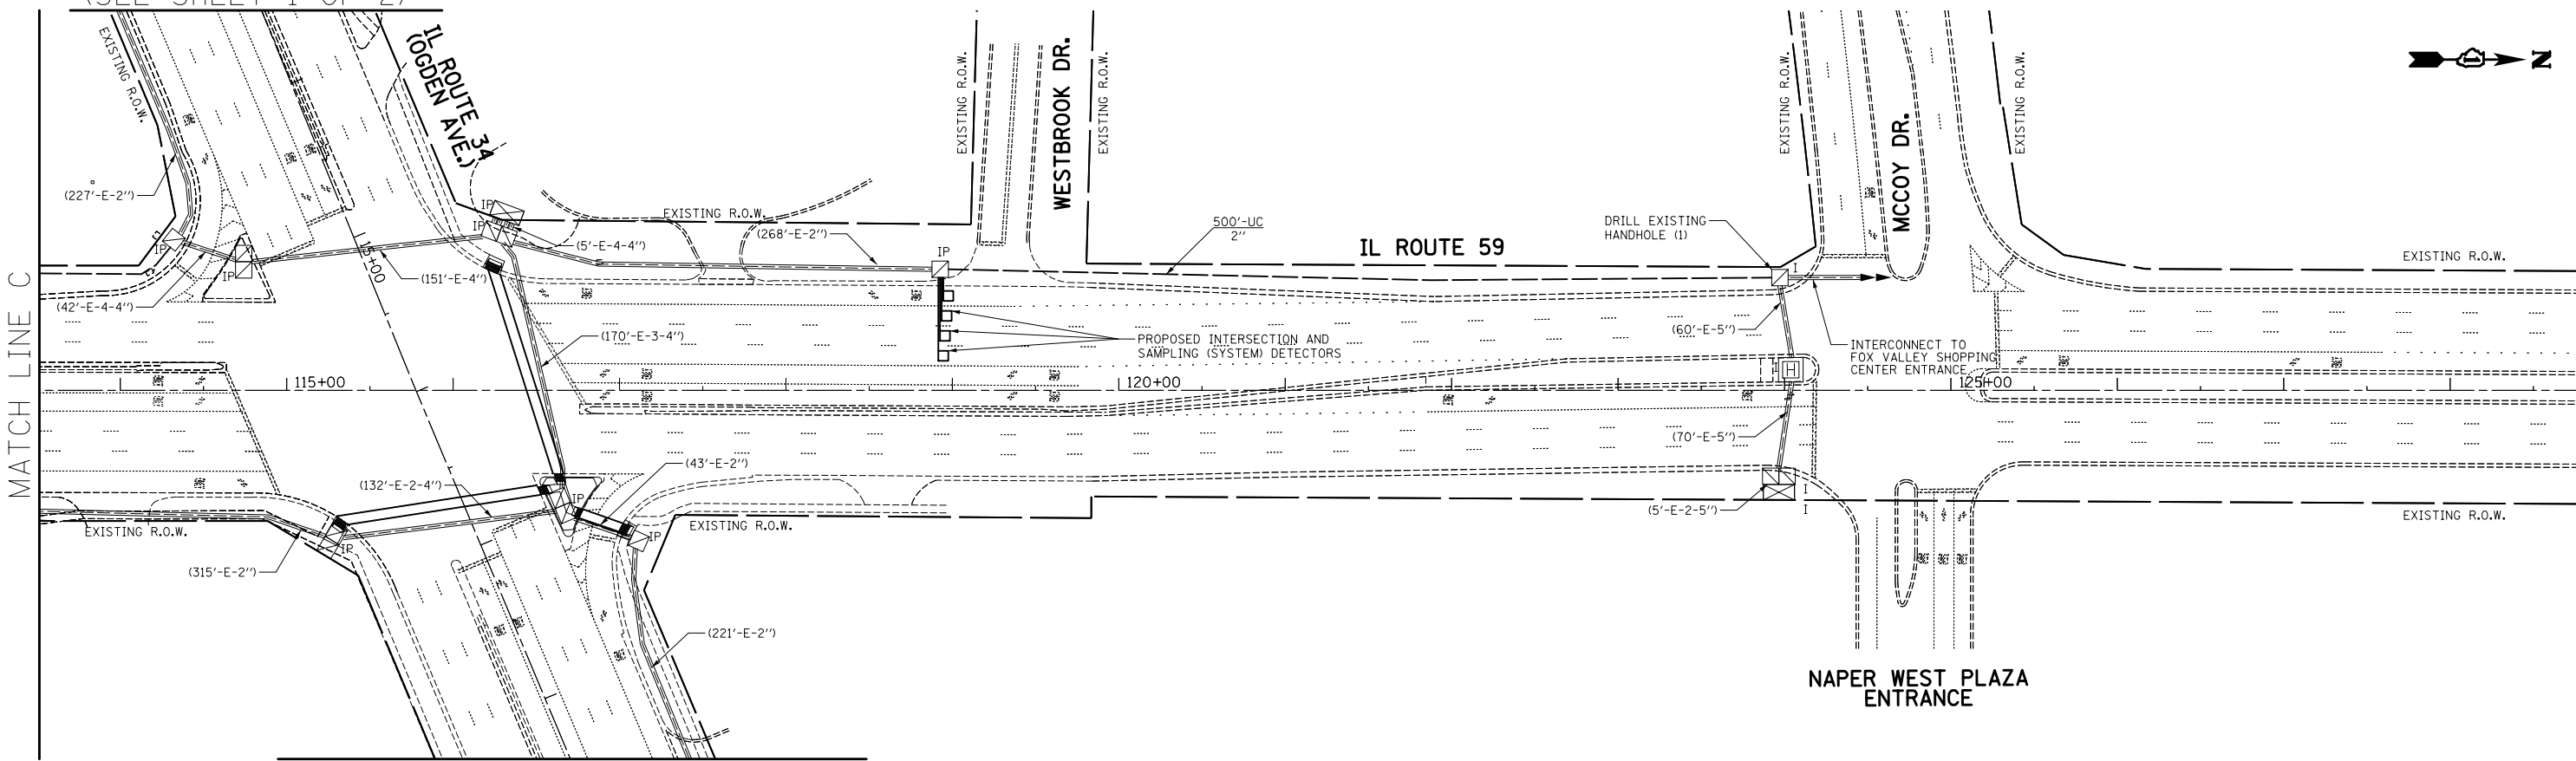 (SEE SHEET 1 OF 2)
MATCH LINE C
EXISTING R.O.W.
IL ROUTE 34
(OGDEN AVE.)
(227'-E-2")
IP
IP
(42'-E-4-4")
15+00
(151'-E-4")
IP
IP
(5'-E-4-4")
EXISTING R.O.W.
(268'-E-2")
IP
EXISTING R.O.W.
WESTBROOK DR.
EXISTING R.O.W.
500'-UC
2"
IL ROUTE 59
DRILL EXISTING
HANDHOLE (1)
I
EXISTING R.O.W.
MCCOY DR.
EXISTING R.O.W.
N
EXISTING R.O.W.
(170'-E-3-4")
PROPOSED INTERSECTION AND
SAMPLING (SYSTEM) DETECTORS
(60'-E-5")
INTERCONNECT TO
FOX VALLEY SHOPPING
CENTER ENTRANCE
I
H
115+00
120+00
125+00
(43'-E-2")
(132'-E-2-4")
IP
IP
IP
EXISTING R.O.W.
(315'-E-2")
EXISTING R.O.W.
(221'-E-2")
(70'-E-5")
(5'-E-2-5")
I
I
EXISTING R.O.W.
NAPER WEST PLAZA
ENTRANCE